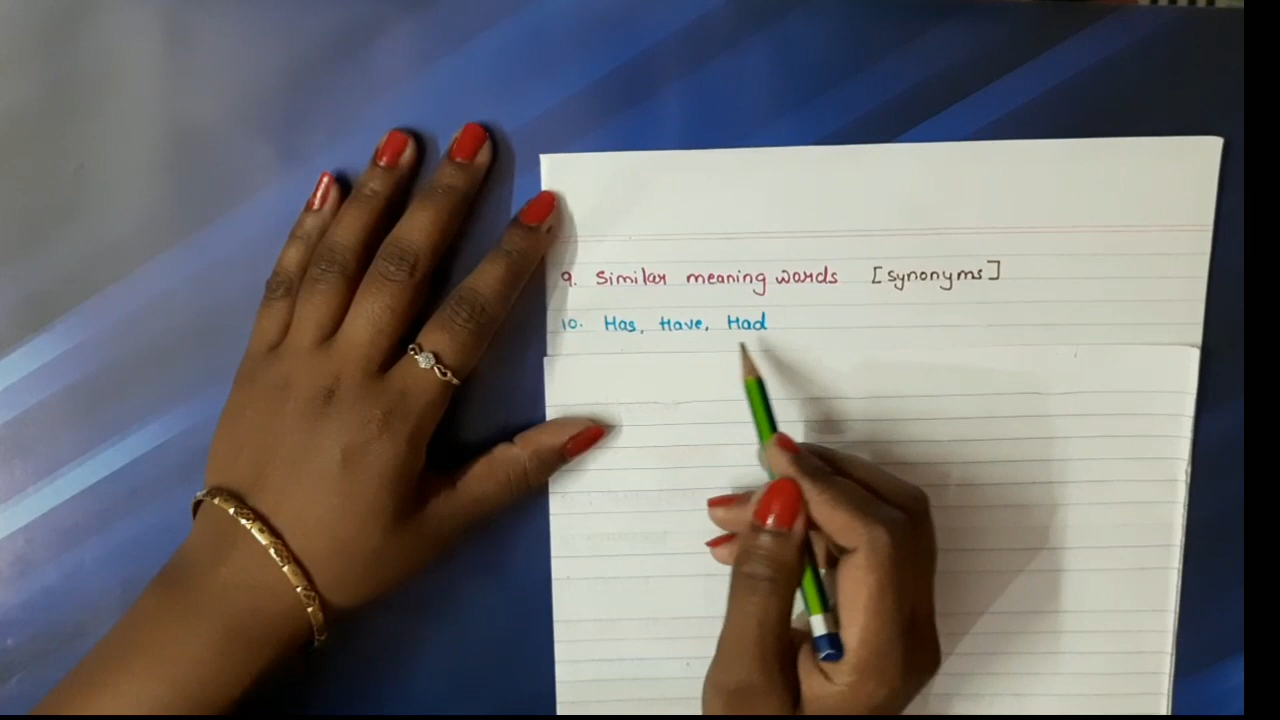 9. Similar meaning words [Synonyms]
10. Has, Have, Had